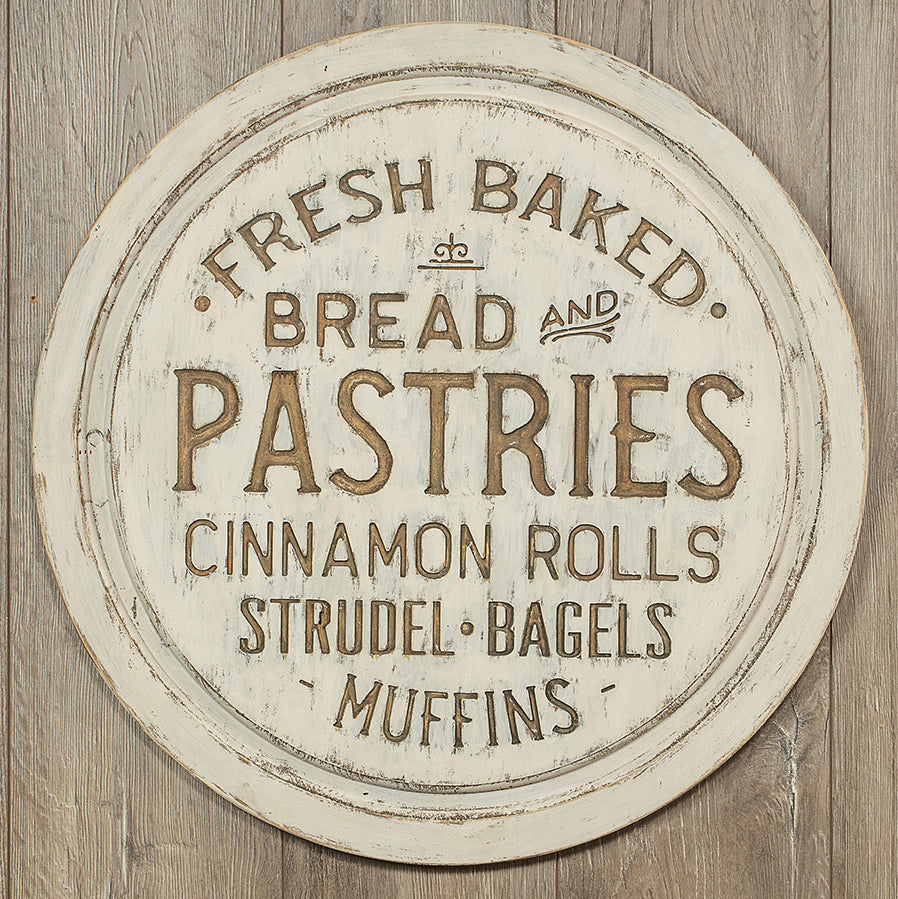 • FRESH BAKED •
BREAD AND
PASTRIES
CINNAMON ROLLS
STRUDEL • BAGELS
- MUFFINS -